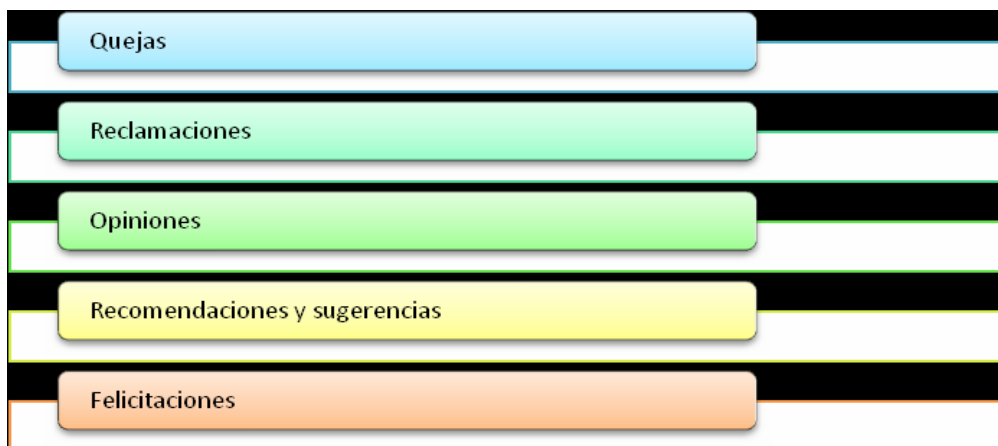 Quejas
Reclamaciones
Opiniones
Recomendaciones y sugerencias
Felicitaciones